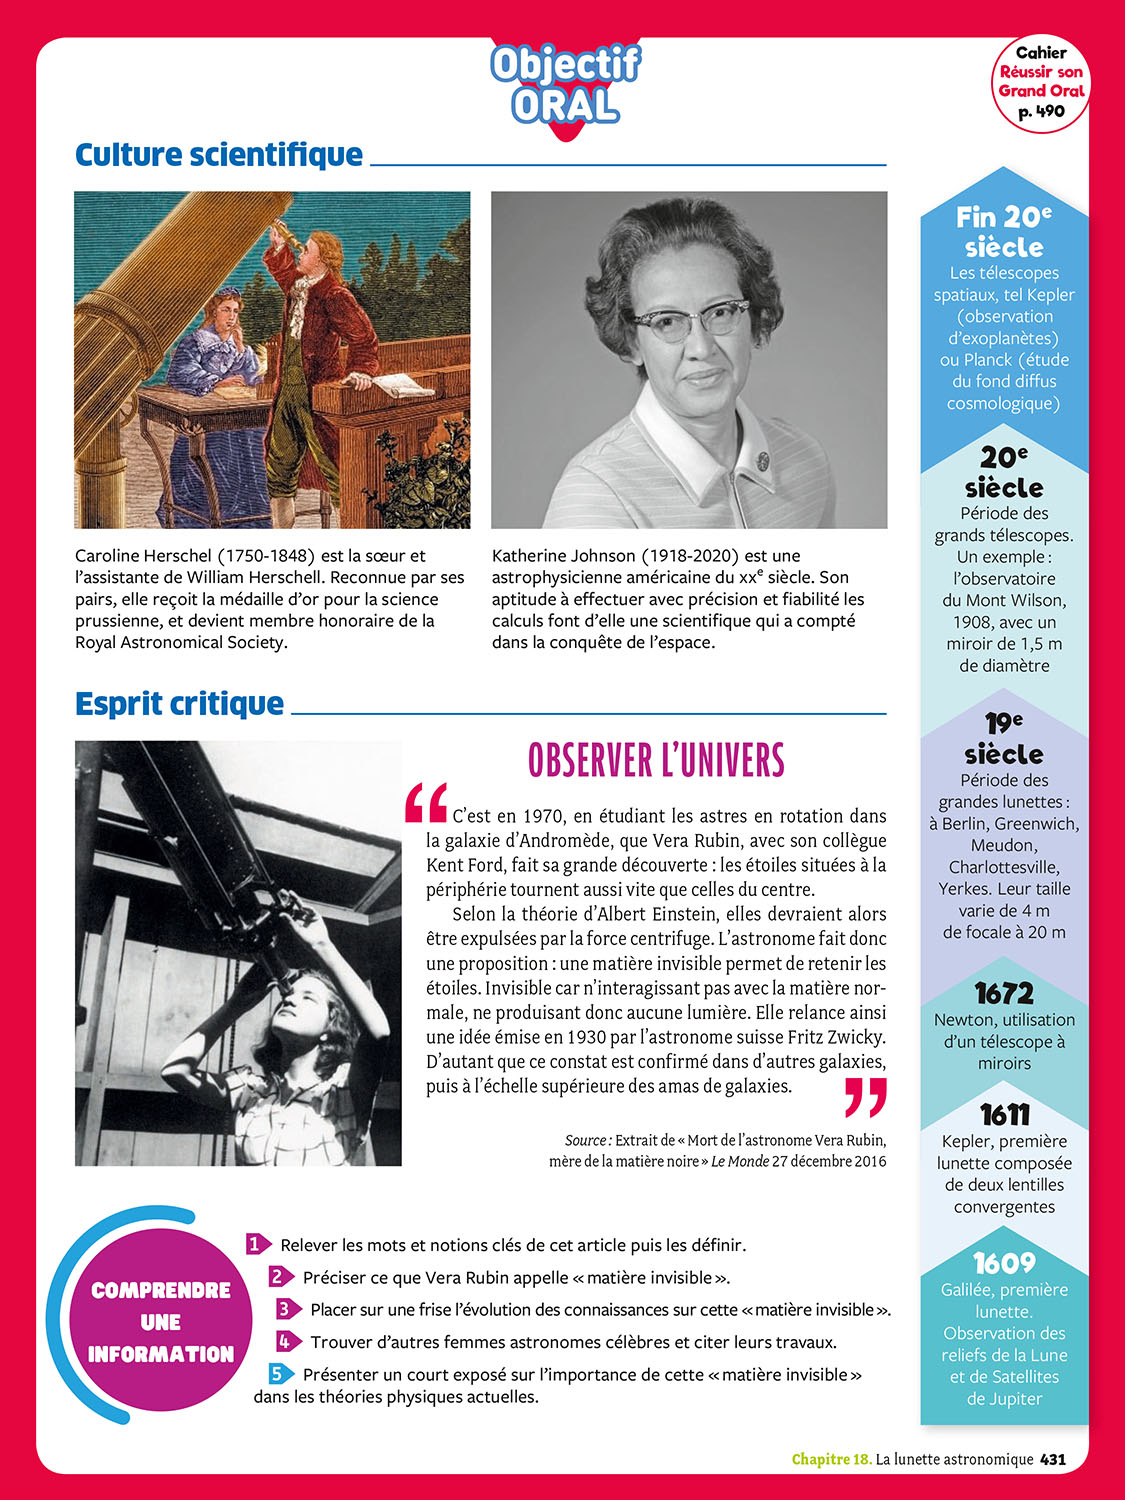 Objectif
ORAL
Cahier
Réussir son
Grand Oral
p. 490
Culture scientifique
Caroline Herschel (1750-1848) est la sœur et
l'assistante de William Herschell. Reconnue par ses
pairs, elle reçoit la médaille d'or pour la science
prussienne, et devient membre honoraire de la
Royal Astronomical Society.
Katherine Johnson (1918-2020) est une
astrophysicienne américaine du XXe siècle. Son
aptitude à effectuer avec précision et fiabilité les
calculs font d'elle une scientifique qui a compté
dans la conquête de l'espace.
Esprit critique
OBSERVER L'UNIVERS
“ C'est en 1970, en étudiant les astres en rotation dans
la galaxie d'Andromède, que Vera Rubin, avec son collègue
Kent Ford, fait sa grande découverte : les étoiles situées à la
périphérie tournent aussi vite que celles du centre.
Selon la théorie d'Albert Einstein, elles devraient alors
être expulsées par la force centrifuge. L'astronome fait donc
une proposition : une matière invisible permet de retenir les
étoiles. Invisible car n'interagissant pas avec la matière nor-
male, ne produisant donc aucune lumière. Elle relance ainsi
une idée émise en 1930 par l'astronome suisse Fritz Zwicky.
D'autant que ce constat est confirmé dans d'autres galaxies,
puis à l'échelle supérieure des amas de galaxies. ”
Source : Extrait de « Mort de l'astronome Vera Rubin,
mère de la matière noire » Le Monde 27 décembre 2016
COMPRENDRE
UNE
INFORMATION
1 Relever les mots et notions clés de cet article puis les définir.
2 Préciser ce que Vera Rubin appelle « matière invisible ».
3 Placer sur une frise l'évolution des connaissances sur cette « matière invisible ».
4 Trouver d'autres femmes astronomes célèbres et citer leurs travaux.
5 Présenter un court exposé sur l'importance de cette « matière invisible »
dans les théories physiques actuelles.
Fin 20e
siècle
Les télescopes
spatiaux, tel Kepler
(observation
d'exoplanètes)
ou Planck (étude
du fond diffus
cosmologique)
20e
siècle
Période des
grands télescopes.
Un exemple :
l'observatoire
du Mont Wilson,
1908, avec un
miroir de 1,5 m
de diamètre
19e
siècle
Période des
grandes lunettes :
à Berlin, Greenwich,
Meudon,
Charlottesville,
Yerkes. Leur taille
varie de 4 m
de focale à 20 m
1672
Newton, utilisation
d'un télescope à
miroirs
1611
Kepler, première
lunette composée
de deux lentilles
convergentes
1609
Galilée, première
lunette.
Observation des
reliefs de la Lune
et de Satellites
de Jupiter
Chapitre 18. La lunette astronomique 431